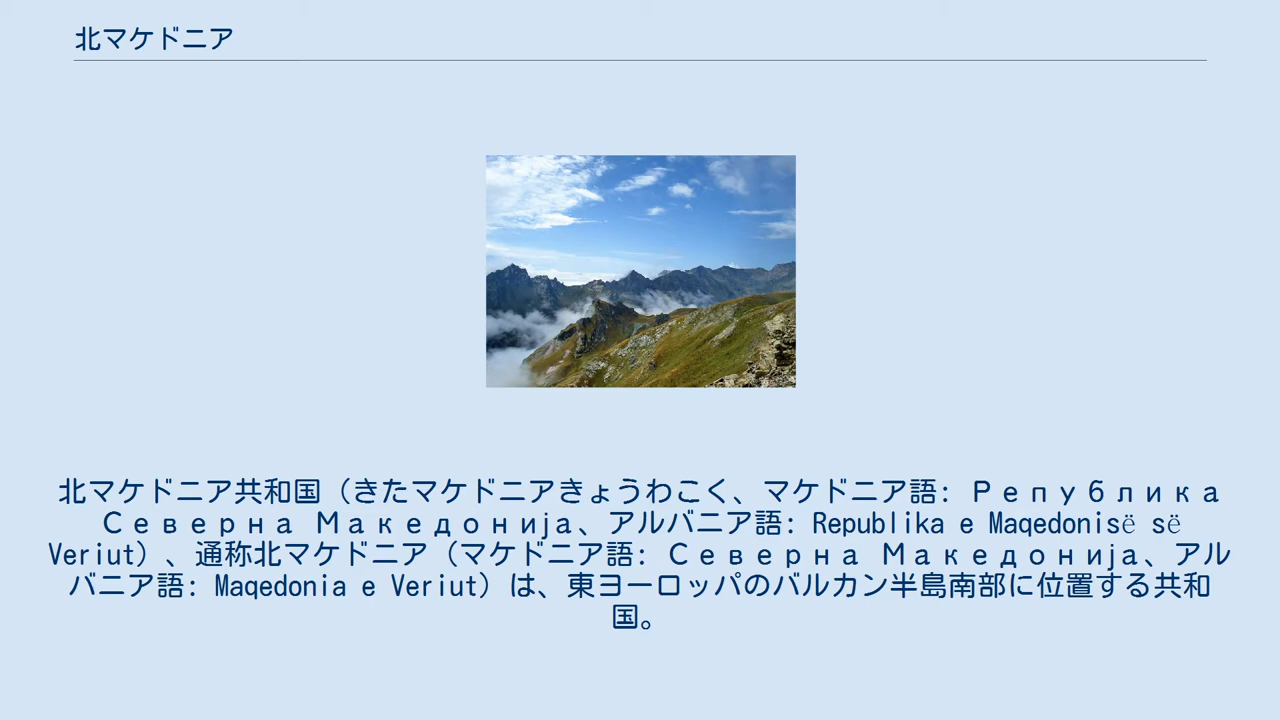 北マケドニア
北マケドニア共和国（きたマケドニアきょうわこく、マケドニア語: Република
Северна Македонија、アルバニア語: Republika e Maqedonisë së
Veriut）、通称北マケドニア（マケドニア語: Северна Македонија、アル
バニア語: Maqedonia e Veriut）は、東ヨーロッパのバルカン半島南部に位置する共和
国。